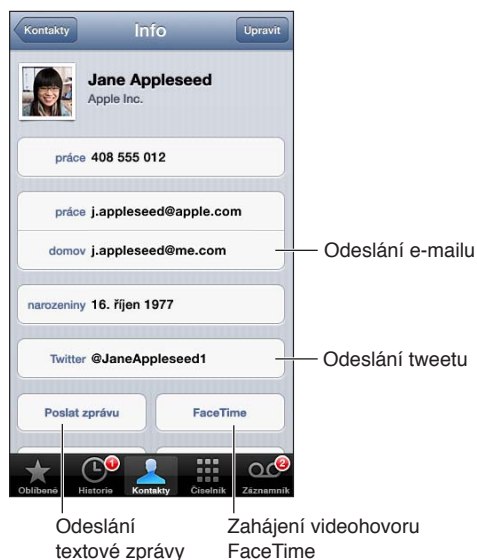 Kontakty
Info
Upravit
Jane Appleseed
Apple Inc.
práce 408 555 012
práce j.appleseed@apple.com
domov j.appleseed@me.com
Odeslání e-mailu
narozeniny 16. říjen 1977
Twitter @JaneAppleseed1
Odeslání tweetu
Poslat zprávu
FaceTime
1
2
Oblíbené
Historie
Kontakty
Číselník
Záznamník
Odeslání
textové zprávy
Zahájení videohovoru
FaceTime